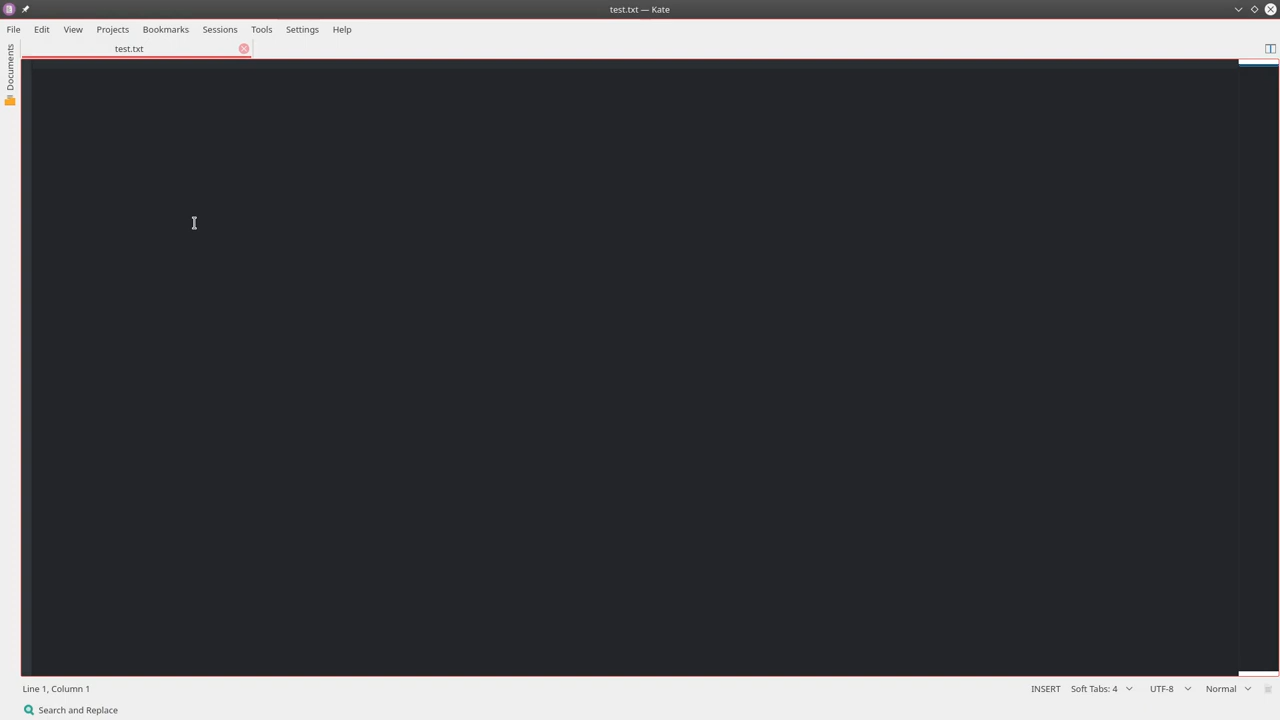 test.txt — Kate
File Edit View Projects Bookmarks Sessions Tools Settings Help
test.txt
Documents
Line 1, Column 1 INSERT Soft Tabs: 4 UTF-8 Normal
Search and Replace